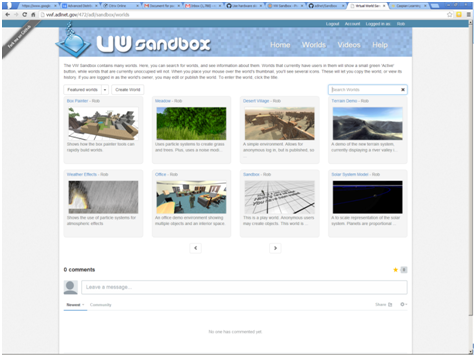 vwf.adlnet.gov/adl/sandbox/worlds
Fork me on GitHub
Logout Account Logged in as Rob
VW sandbox
Home Worlds Videos Help
The VW Sandbox contains many worlds. Here, you can search for worlds, and see information about them. Worlds that currently have users in them will show a small green 'Active'
button, while worlds that are currently unoccupied will not. When you place your mouse over the world's thumbnail, you'll see several icons. These will let you copy the world, or view its
history. If you are logged in as the world's owner, you may edit or publish the world. To enter the world, click the title.
Featured worlds Create World Search Worlds
Box Painter - Rob
Meadow - Rob
Desert Village - Rob
Terrain Demo - Rob
Shows how the box painter tools can
rapidly build worlds
Uses particle systems to create grass
and trees. Plus, uses a noise mod...
A simple environment. Allows for
anonymous log in, but is published, so
A demo of the new terrain system,
currently displaying a river valley i...
Weather Effects - Rob
Office - Rob
Sandbox - Rob
Solar System Model - Rob
Shows the use of particle systems for
atmospheric effects
An office demo environment showing
multiple objects and an interior space.
This is a play world. Anonymous users
may create objects. This world is...
A to scale representation of the solar
system. Planets are proportional...
0 comments
Leave a message...
Newest Community Share
No one has commented yet.